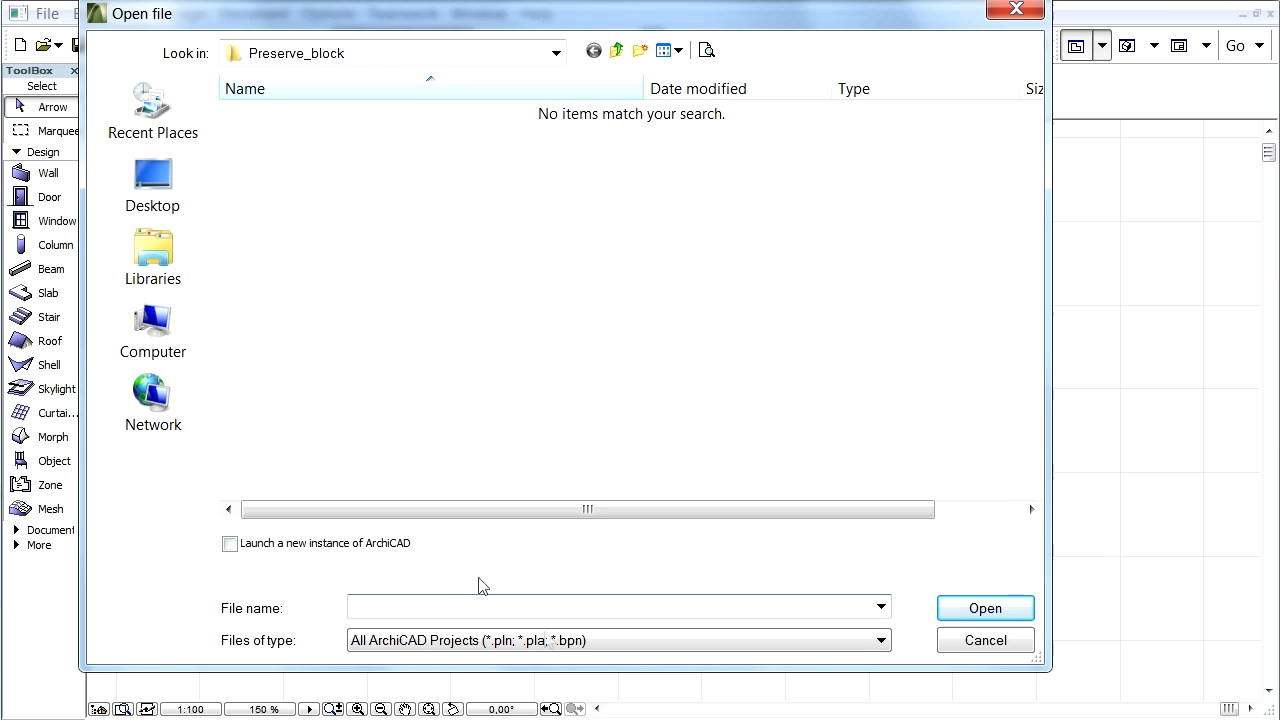 File
Open file
Look in:
Preserve_block
Go
ToolBox
Select
Arrow
Marquee
Design
Wall
Door
Window
Column
Beam
Slab
Stair
Roof
Shell
Skylight
Curtai...
Morph
Object
Zone
Mesh
Document
More
Recent Places
Desktop
Libraries
Computer
Network
Name
Date modified
Type
Siz
No items match your search.
Launch a new instance of ArchiCAD
File name:
Open
Files of type:
All ArchiCAD Projects (*.pln; *.pla; *.bpn)
Cancel
1:100
150 %
0,00°